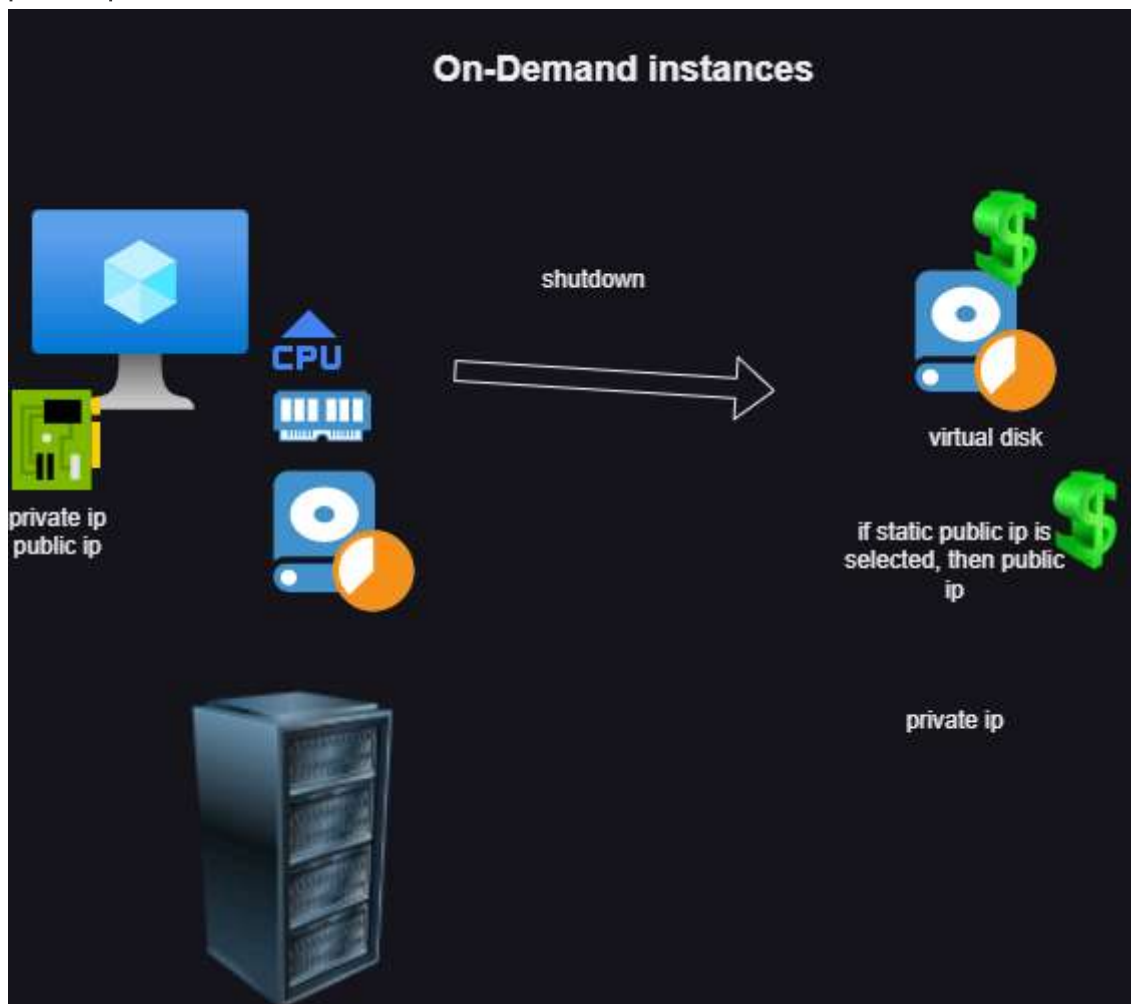 On-Demand instances
shutdown
CPU
virtual disk
private ip
public ip
if static public ip is
selected, then public
ip
private ip